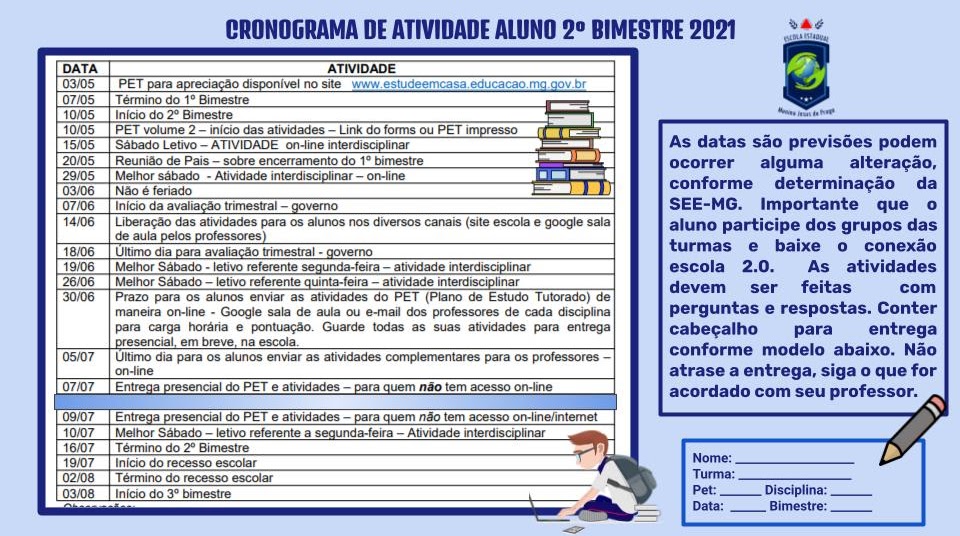 CRONOGRAMA DE ATIVIDADE ALUNO 2º BIMESTRE 2021
DATA ATIVIDADE
03/05 PET para apreciação disponível no site www.estudeemcasa.educacao.mg.gov.br
07/05 Término do 1º Bimestre
10/05 Início do 2º Bimestre
10/05 PET volume 2 – início das atividades – Link do forms ou PET impresso
15/05 Sábado Letivo – ATIVIDADE on-line interdisciplinar
20/05 Reunião de Pais – sobre encerramento do 1º bimestre
29/05 Melhor sábado - Atividade interdisciplinar – on-line
03/06 Não é feriado
07/06 Início da avaliação trimestral – governo
14/06 Liberação das atividades para os alunos nos diversos canais (site escola e google sala
de aula pelos professores)
18/06 Último dia para avaliação trimestral - governo
19/06 Melhor Sábado - letivo referente segunda-feira – atividade interdisciplinar
26/06 Melhor Sábado – letivo referente quinta-feira – atividade interdisciplinar
30/06 Prazo para os alunos enviar as atividades do PET (Plano de Estudo Tutorado) de
maneira on-line - Google sala de aula ou e-mail dos professores de cada disciplina
para carga horária e pontuação. Guarde todas as suas atividades para entrega
presencial, em breve, na escola.
05/07 Último dia para os alunos enviar as atividades complementares para os professores –
on-line
07/07 Entrega presencial do PET e atividades – para quem não tem acesso on-line
09/07 Entrega presencial do PET e atividades – para quem não tem acesso on-line/internet
10/07 Melhor Sábado – letivo referente a segunda-feira – Atividade interdisciplinar
16/07 Término do 2º Bimestre
19/07 Início do recesso escolar
02/08 Término do recesso escolar
03/08 Início do 3º bimestre
ESCOLA ESTADUAL
Menino Jesus de Praga
As datas são previsões podem
ocorrer alguma alteração,
conforme determinação da
SEE-MG. Importante que o
aluno participe dos grupos das
turmas e baixe o conexão
escola 2.0. As atividades
devem ser feitas com
perguntas e respostas. Conter
cabeçalho para entrega
conforme modelo abaixo. Não
atrase a entrega, siga o que for
acordado com seu professor.
Nome: ________________
Turma: ________________
Pet: ______ Disciplina: ______
Data: _____ Bimestre: ______